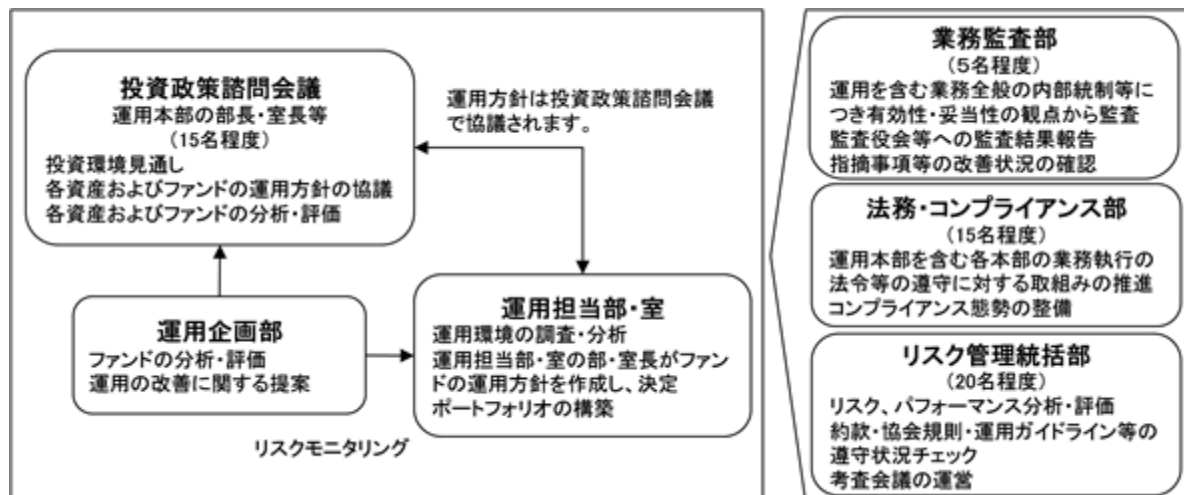 投資政策諮問会議
運用本部の部長・室長等
(15名程度)
投資環境見通し
各資産およびファンドの運用方針の協議
各資産およびファンドの分析・評価
運用方針は投資政策諮問会議
で協議されます。
運用企画部
ファンドの分析・評価
運用の改善に関する提案
運用担当部・室
運用環境の調査・分析
運用担当部・室の部・室長がファン
ドの運用方針を作成し、決定
ポートフォリオの構築
リスクモニタリング
業務監査部
(5名程度)
運用を含む業務全般の内部統制等に
つき有効性・妥当性の観点から監査
監査役会等への監査結果報告
指摘事項等の改善状況の確認
法務・コンプライアンス部
(15名程度)
運用本部を含む各本部の業務執行の
法令等の遵守に対する取組みの推進
コンプライアンス態勢の整備
リスク管理統括部
(20名程度)
リスク、パフォーマンス分析・評価
約款・協会規則・運用ガイドライン等の
遵守状況チェック
考査会議の運営